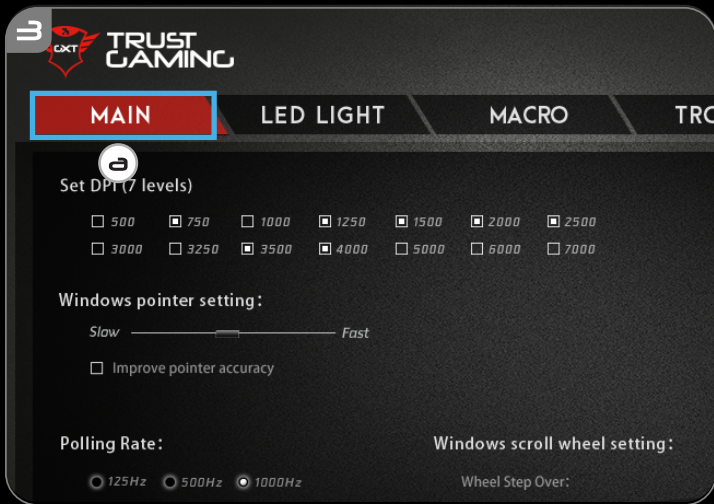 3
GXT
TRUST
GAMING
MAIN LED LIGHT MACRO TRO
a
Set DPI (7 levels)
500 750 1000 1250 1500 2000 2500
3000 3250 3500 4000 5000 6000 7000
Windows pointer setting:
Slow Fast
Improve pointer accuracy
Polling Rate: Windows scroll wheel setting:
125Hz 500Hz 1000Hz Wheel Step Over: